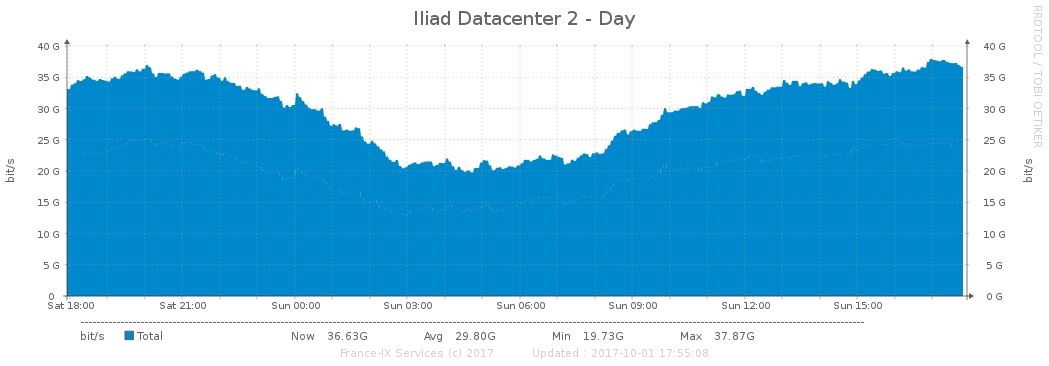 Iliad Datacenter 2 - Day
RRDTOOL / TOBI OETIKER
40 G 40 G
35 G 35 G
30 G 30 G
25 G 25 G
20 G 20 G
15 G 15 G
10 G 10 G
5 G 5 G
0 0 G
bit/s bit/s
Sat 18:00 Sat 21:00 Sun 00:00 Sun 03:00 Sun 06:00 Sun 09:00 Sun 12:00 Sun 15:00
bit/s Total Now 36.63G Avg 29.80G Min 19.73G Max 37.87G
France-IX Services (c) 2017 Updated : 2017-10-01 17:55:08